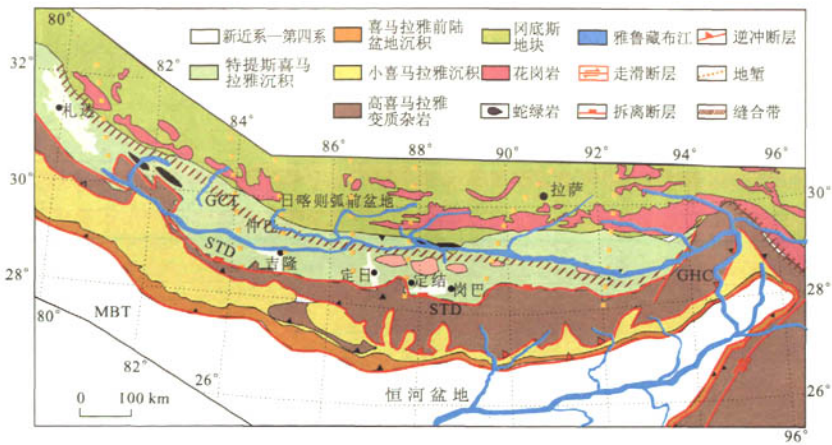 新近系—第四系
喜马拉雅前陆
盆地沉积
冈底斯
地块
雅鲁藏布江
逆冲断层
特提斯喜马
拉雅沉积
小喜马拉雅沉积
花岗岩
走滑断层
地堑
高喜马拉雅
变质杂岩
蛇绿岩
拆离断层
缝合带
80°
82°
84°
86°
88°
90°
92°
94°
96°
32°
30°
28°
30°
28°
26°
96°
札达
拉萨
日喀则弧前盆地
GCT
仲巴
STD
吉隆
定日
定结
岗巴
STD
GHC
MBT
80°
82°
26°
恒河盆地
0 100 km